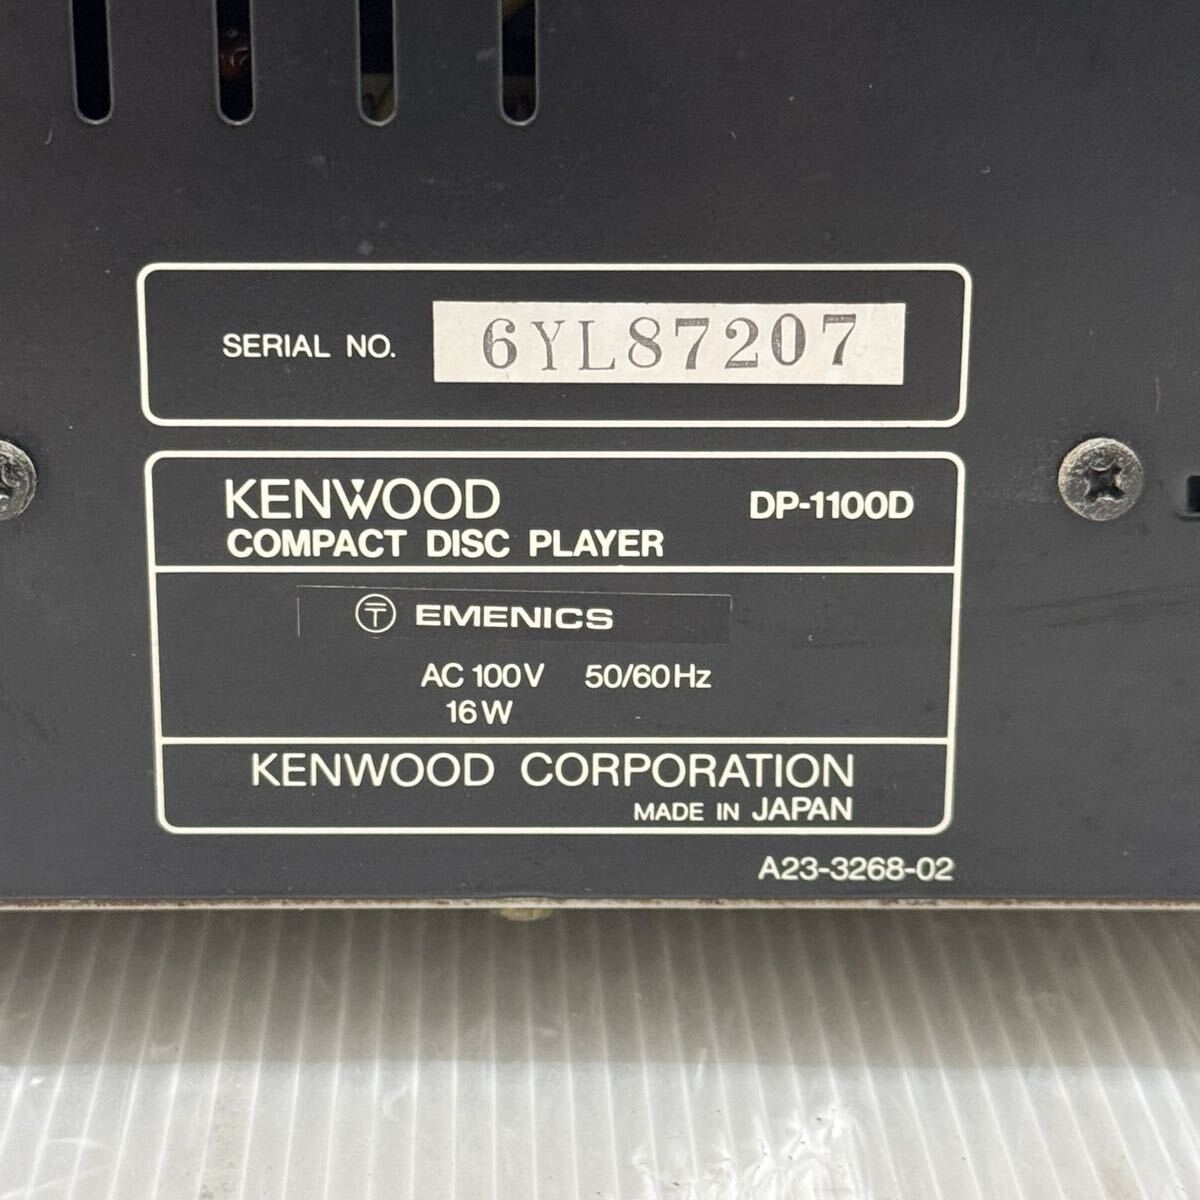 SERIAL NO. 6YL87207
KENWOOD DP-1100D
COMPACT DISC PLAYER
〶 EMENICS
AC 100V 50/60Hz
16W
KENWOOD CORPORATION
MADE IN JAPAN
A23-3268-02